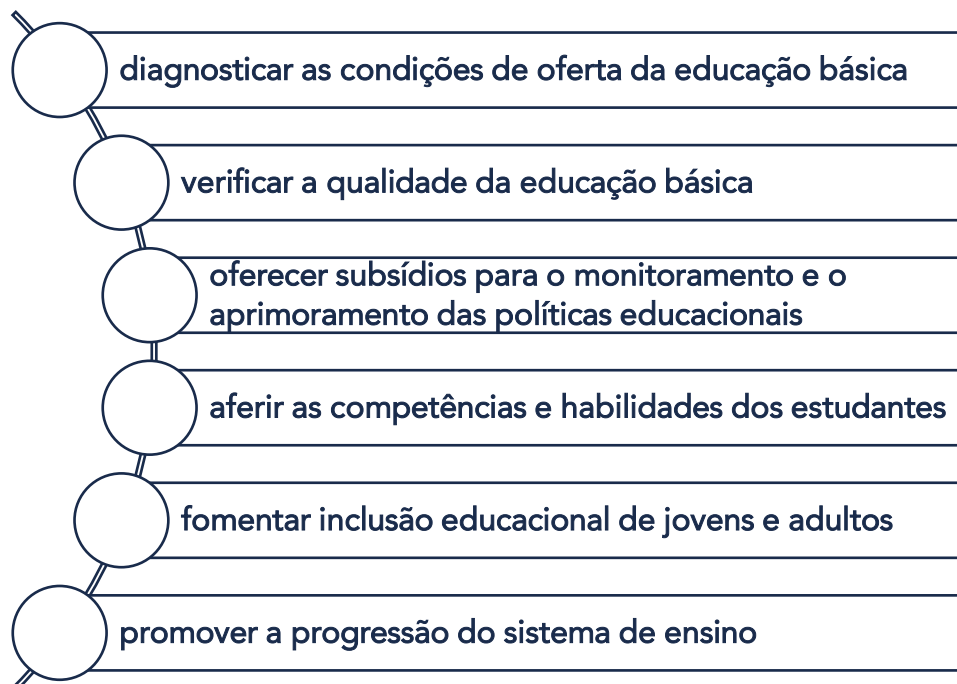 diagnosticar as condições de oferta da educação básica
verificar a qualidade da educação básica
oferecer subsídios para o monitoramento e o
aprimoramento das políticas educacionais
aferir as competências e habilidades dos estudantes
fomentar inclusão educacional de jovens e adultos
promover a progressão do sistema de ensino